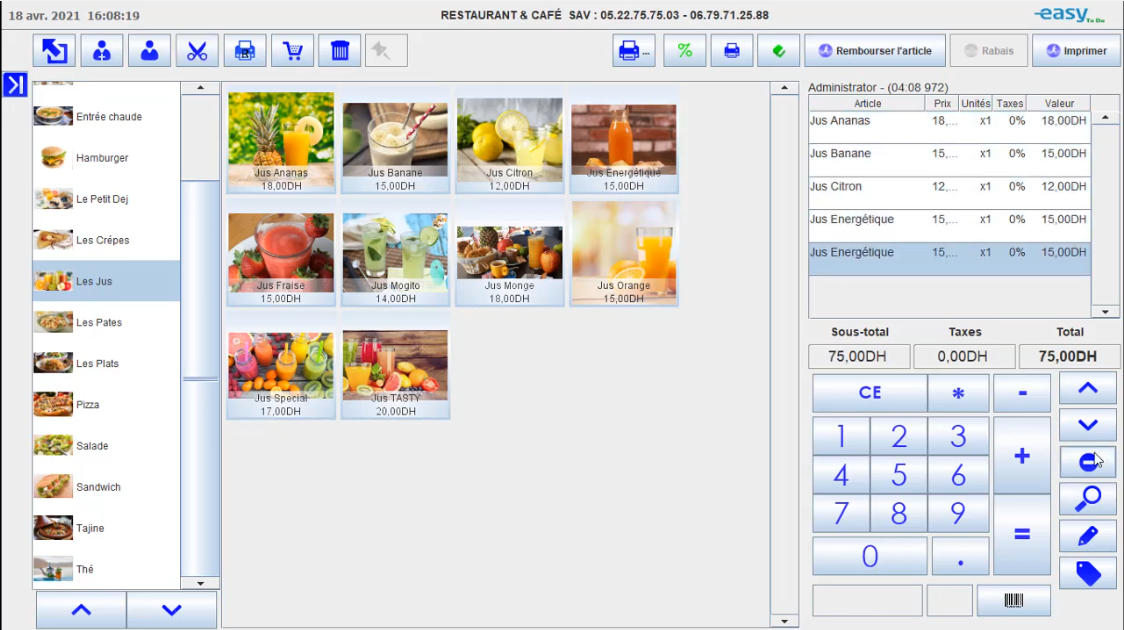 18 avr. 2021 16:08:19
RESTAURANT & CAFÉ SAV : 05.22.75.75.03 - 06.79.71.25.88
easy To Do
...
%
Rembourser l'article
Rabais
Imprimer
Entrée chaude
Hamburger
Le Petit Dej
Les Crépes
Les Jus
Les Pates
Les Plats
Pizza
Salade
Sandwich
Tajine
Thé
Jus Ananas
18,00DH
Jus Banane
15,00DH
Jus Citron
12,00DH
Jus Energétique
15,00DH
Jus Fraise
15,00DH
Jus Mogito
14,00DH
Jus Monge
18,00DH
Jus Orange
15,00DH
Jus Special
17,00DH
Jus TASTY
20,00DH
Administrator - (04:08 972)
Article Prix Unités Taxes Valeur
Jus Ananas 18,... x1 0% 18,00DH
Jus Banane 15,... x1 0% 15,00DH
Jus Citron 12,... x1 0% 12,00DH
Jus Energétique 15,... x1 0% 15,00DH
Jus Energétique 15,... x1 0% 15,00DH
Sous-total Taxes Total
75,00DH 0,00DH 75,00DH
CE * -
1 2 3 +
4 5 6
7 8 9 =
0 .